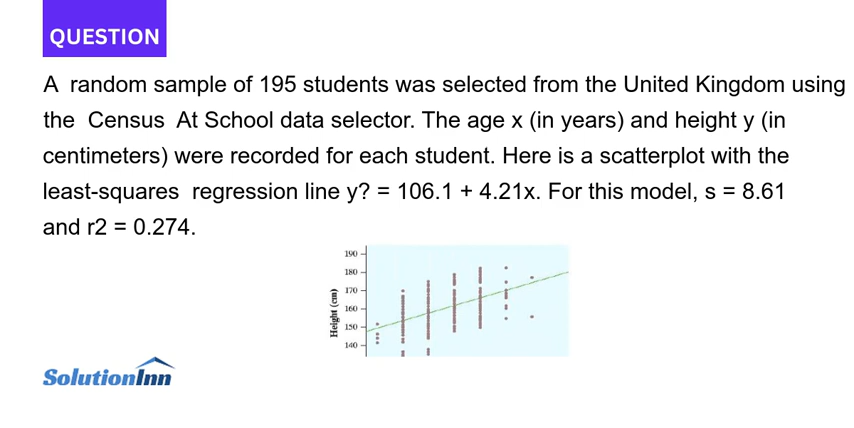 QUESTION
A random sample of 195 students was selected from the United Kingdom using
the Census At School data selector. The age x (in years) and height y (in
centimeters) were recorded for each student. Here is a scatterplot with the
least-squares regression line y? = 106.1 + 4.21x. For this model, s = 8.61
and r2 = 0.274.
190
180
170
160
150
140
Height (cm)
SolutionInn